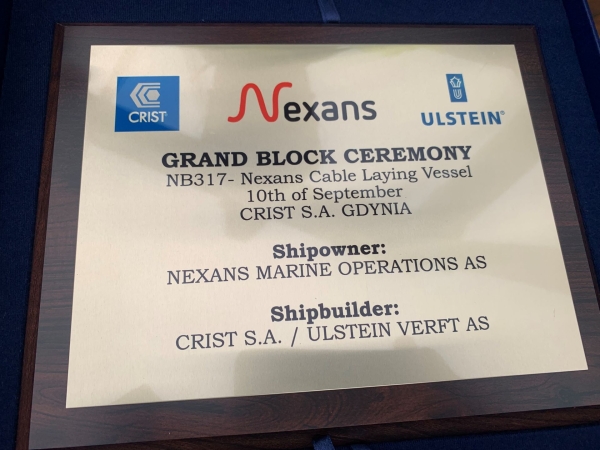 CRIST
Nexans
ULSTEIN®
GRAND BLOCK CEREMONY
NB317- Nexans Cable Laying Vessel
10th of September
CRIST S.A. GDYNIA
Shipowner:
NEXANS MARINE OPERATIONS AS
Shipbuilder:
CRIST S.A. / ULSTEIN VERFT AS